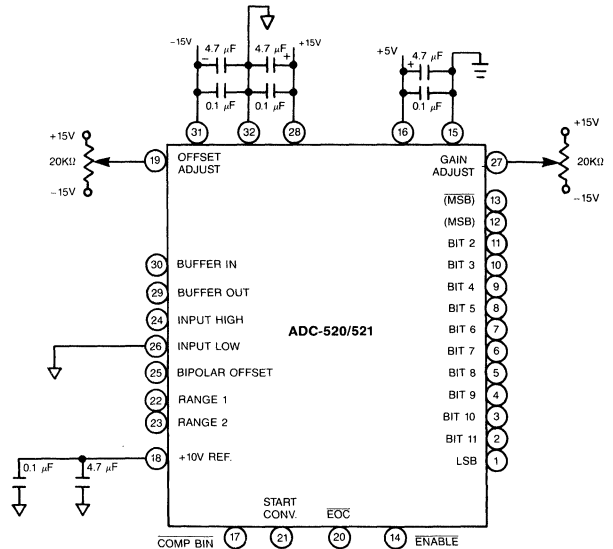 -15V 4.7 µF 4.7 µF +15V
− +
0.1 µF 0.1 µF
+5V 4.7 µF
+
0.1 µF
31 32 28 16 15
+15V
20KΩ
-15V
19 OFFSET ADJUST
GAIN ADJUST 27
+15V
20KΩ
-15V
(MSB) 13
(MSB) 12
BIT 2 11
30 BUFFER IN
BIT 3 10
29 BUFFER OUT
BIT 4 9
24 INPUT HIGH
BIT 5 8
ADC-520/521
BIT 6 7
26 INPUT LOW
BIT 7 6
25 BIPOLAR OFFSET
BIT 8 5
22 RANGE 1
BIT 9 4
23 RANGE 2
BIT 10 3
BIT 11 2
18 +10V REF.
LSB 1
0.1 µF 4.7 µF
START CONV.
EOC
COMP BIN 17 21 20 14 ENABLE